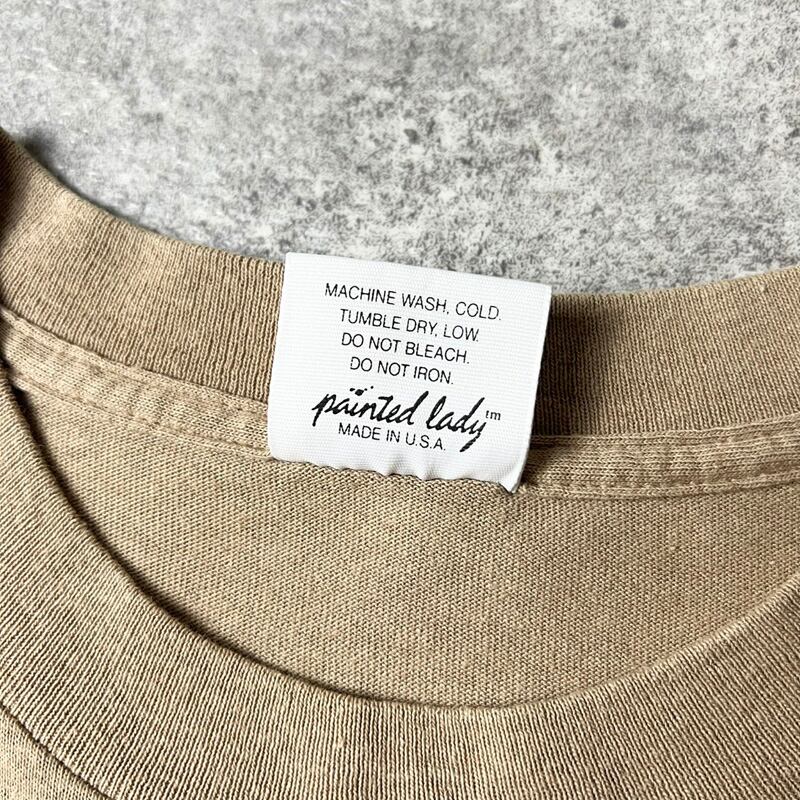 MACHINE WASH, COLD.
TUMBLE DRY, LOW.
DO NOT BLEACH.
DO NOT IRON.
painted lady™
MADE IN U.S.A.